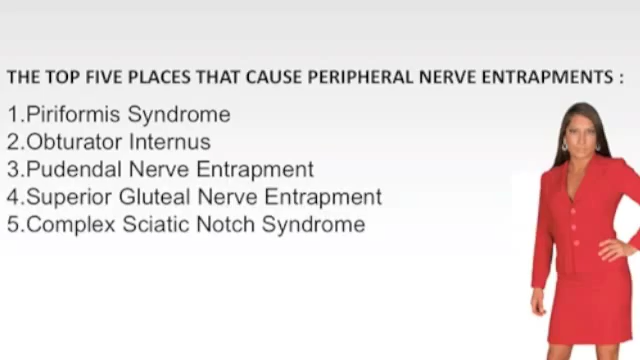 THE TOP FIVE PLACES THAT CAUSE PERIPHERAL NERVE ENTRAPMENTS :
1.Piriformis Syndrome
2.Obturator Internus
3.Pudendal Nerve Entrapment
4.Superior Gluteal Nerve Entrapment
5.Complex Sciatic Notch Syndrome